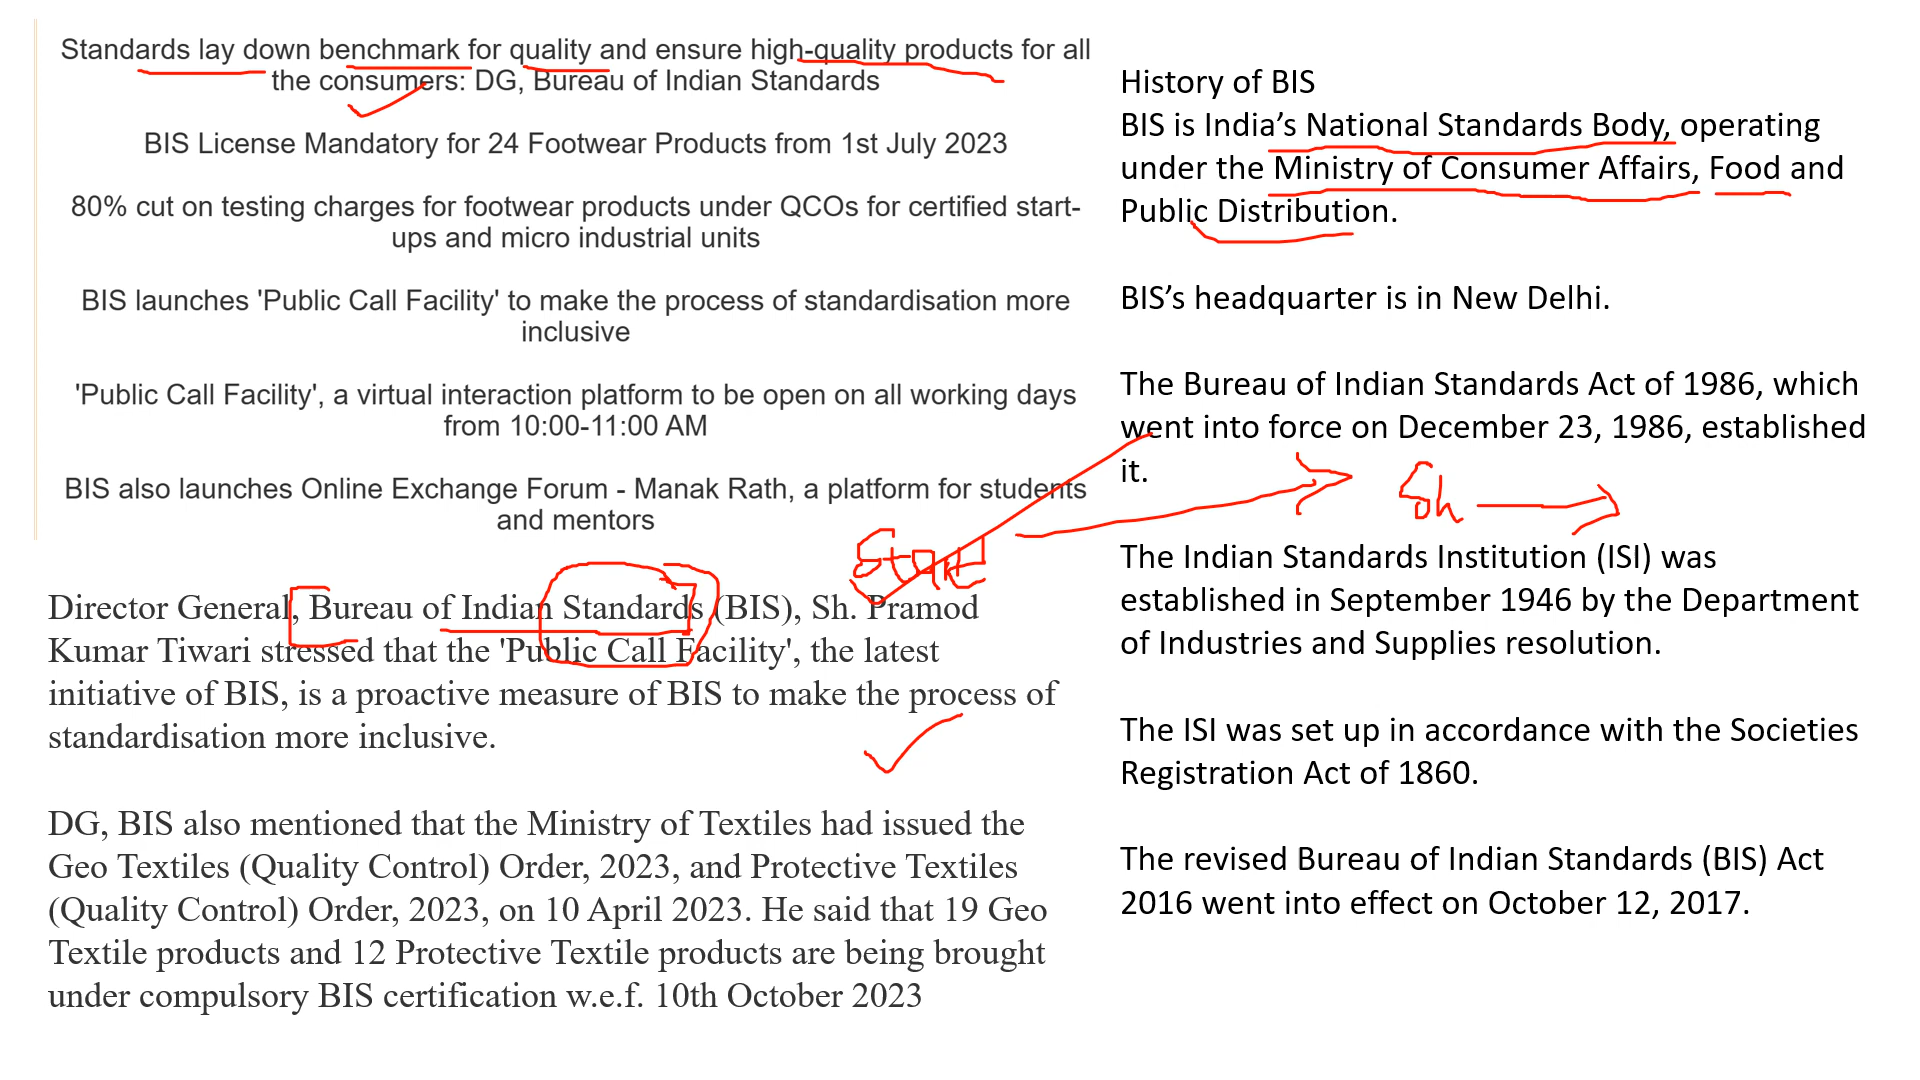 Standards lay down benchmark for quality and ensure high-quality products for all
the consumers: DG, Bureau of Indian Standards
BIS License Mandatory for 24 Footwear Products from 1st July 2023
80% cut on testing charges for footwear products under QCOs for certified start-
ups and micro industrial units
BIS launches 'Public Call Facility' to make the process of standardisation more
inclusive
'Public Call Facility', a virtual interaction platform to be open on all working days
from 10:00-11:00 AM
BIS also launches Online Exchange Forum - Manak Rath, a platform for students
and mentors
Director General, Bureau of Indian Standards (BIS), Sh. Pramod
Kumar Tiwari stressed that the 'Public Call Facility', the latest
initiative of BIS, is a proactive measure of BIS to make the process of
standardisation more inclusive.
DG, BIS also mentioned that the Ministry of Textiles had issued the
Geo Textiles (Quality Control) Order, 2023, and Protective Textiles
(Quality Control) Order, 2023, on 10 April 2023. He said that 19 Geo
Textile products and 12 Protective Textile products are being brought
under compulsory BIS certification w.e.f. 10th October 2023
History of BIS
BIS is India’s National Standards Body, operating
under the Ministry of Consumer Affairs, Food and
Public Distribution.
BIS’s headquarter is in New Delhi.
The Bureau of Indian Standards Act of 1986, which
went into force on December 23, 1986, established
it.
Sh
The Indian Standards Institution (ISI) was
established in September 1946 by the Department
of Industries and Supplies resolution.
The ISI was set up in accordance with the Societies
Registration Act of 1860.
The revised Bureau of Indian Standards (BIS) Act
2016 went into effect on October 12, 2017.